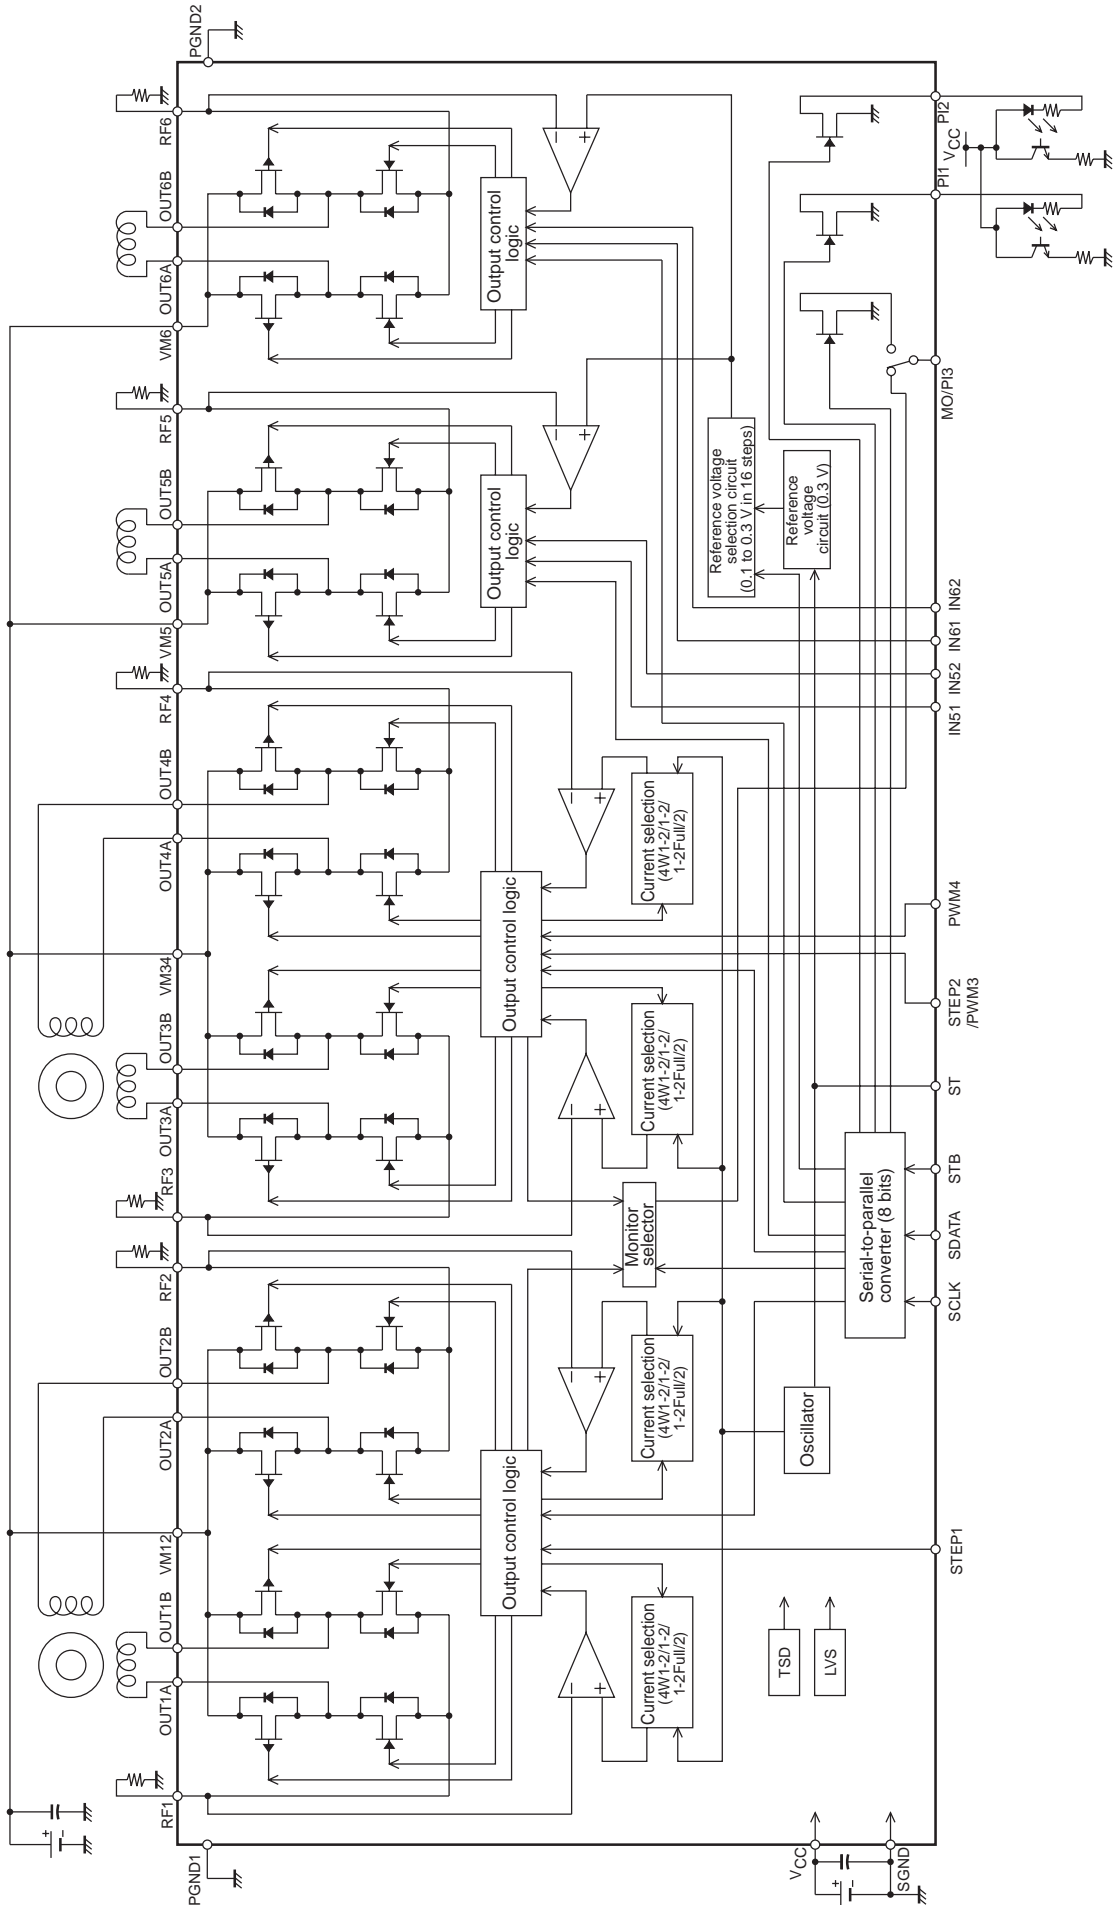 PGND1
RF1
OUT1A
OUT1B
VM12
OUT2A
OUT2B
RF2
RF3
OUT3A
OUT3B
VM34
OUT4A
OUT4B
RF4
VM5
OUT5A
OUT5B
RF5
VM6
OUT6A
OUT6B
RF6
PGND2
+
−
−
+
−
+
−
+
−
+
−
+
−
+
Output control logic
Output control logic
Output control
logic
Output control
logic
Current selection
(4W1-2/1-2/
1-2Full/2)
Current selection
(4W1-2/1-2/
1-2Full/2)
Current selection
(4W1-2/1-2/
1-2Full/2)
Current selection
(4W1-2/1-2/
1-2Full/2)
Monitor
selector
Reference voltage
selection circuit
(0.1 to 0.3 V in 16 steps)
Reference
voltage
circuit (0.3 V)
TSD
LVS
Oscillator
Serial-to-parallel
converter (8 bits)
VCC
+
−
SGND
STEP1
SCLK
SDATA
STB
ST
STEP2
/PWM3
PWM4
IN51
IN52
IN61
IN62
MO/PI3
PI1
VCC
PI2